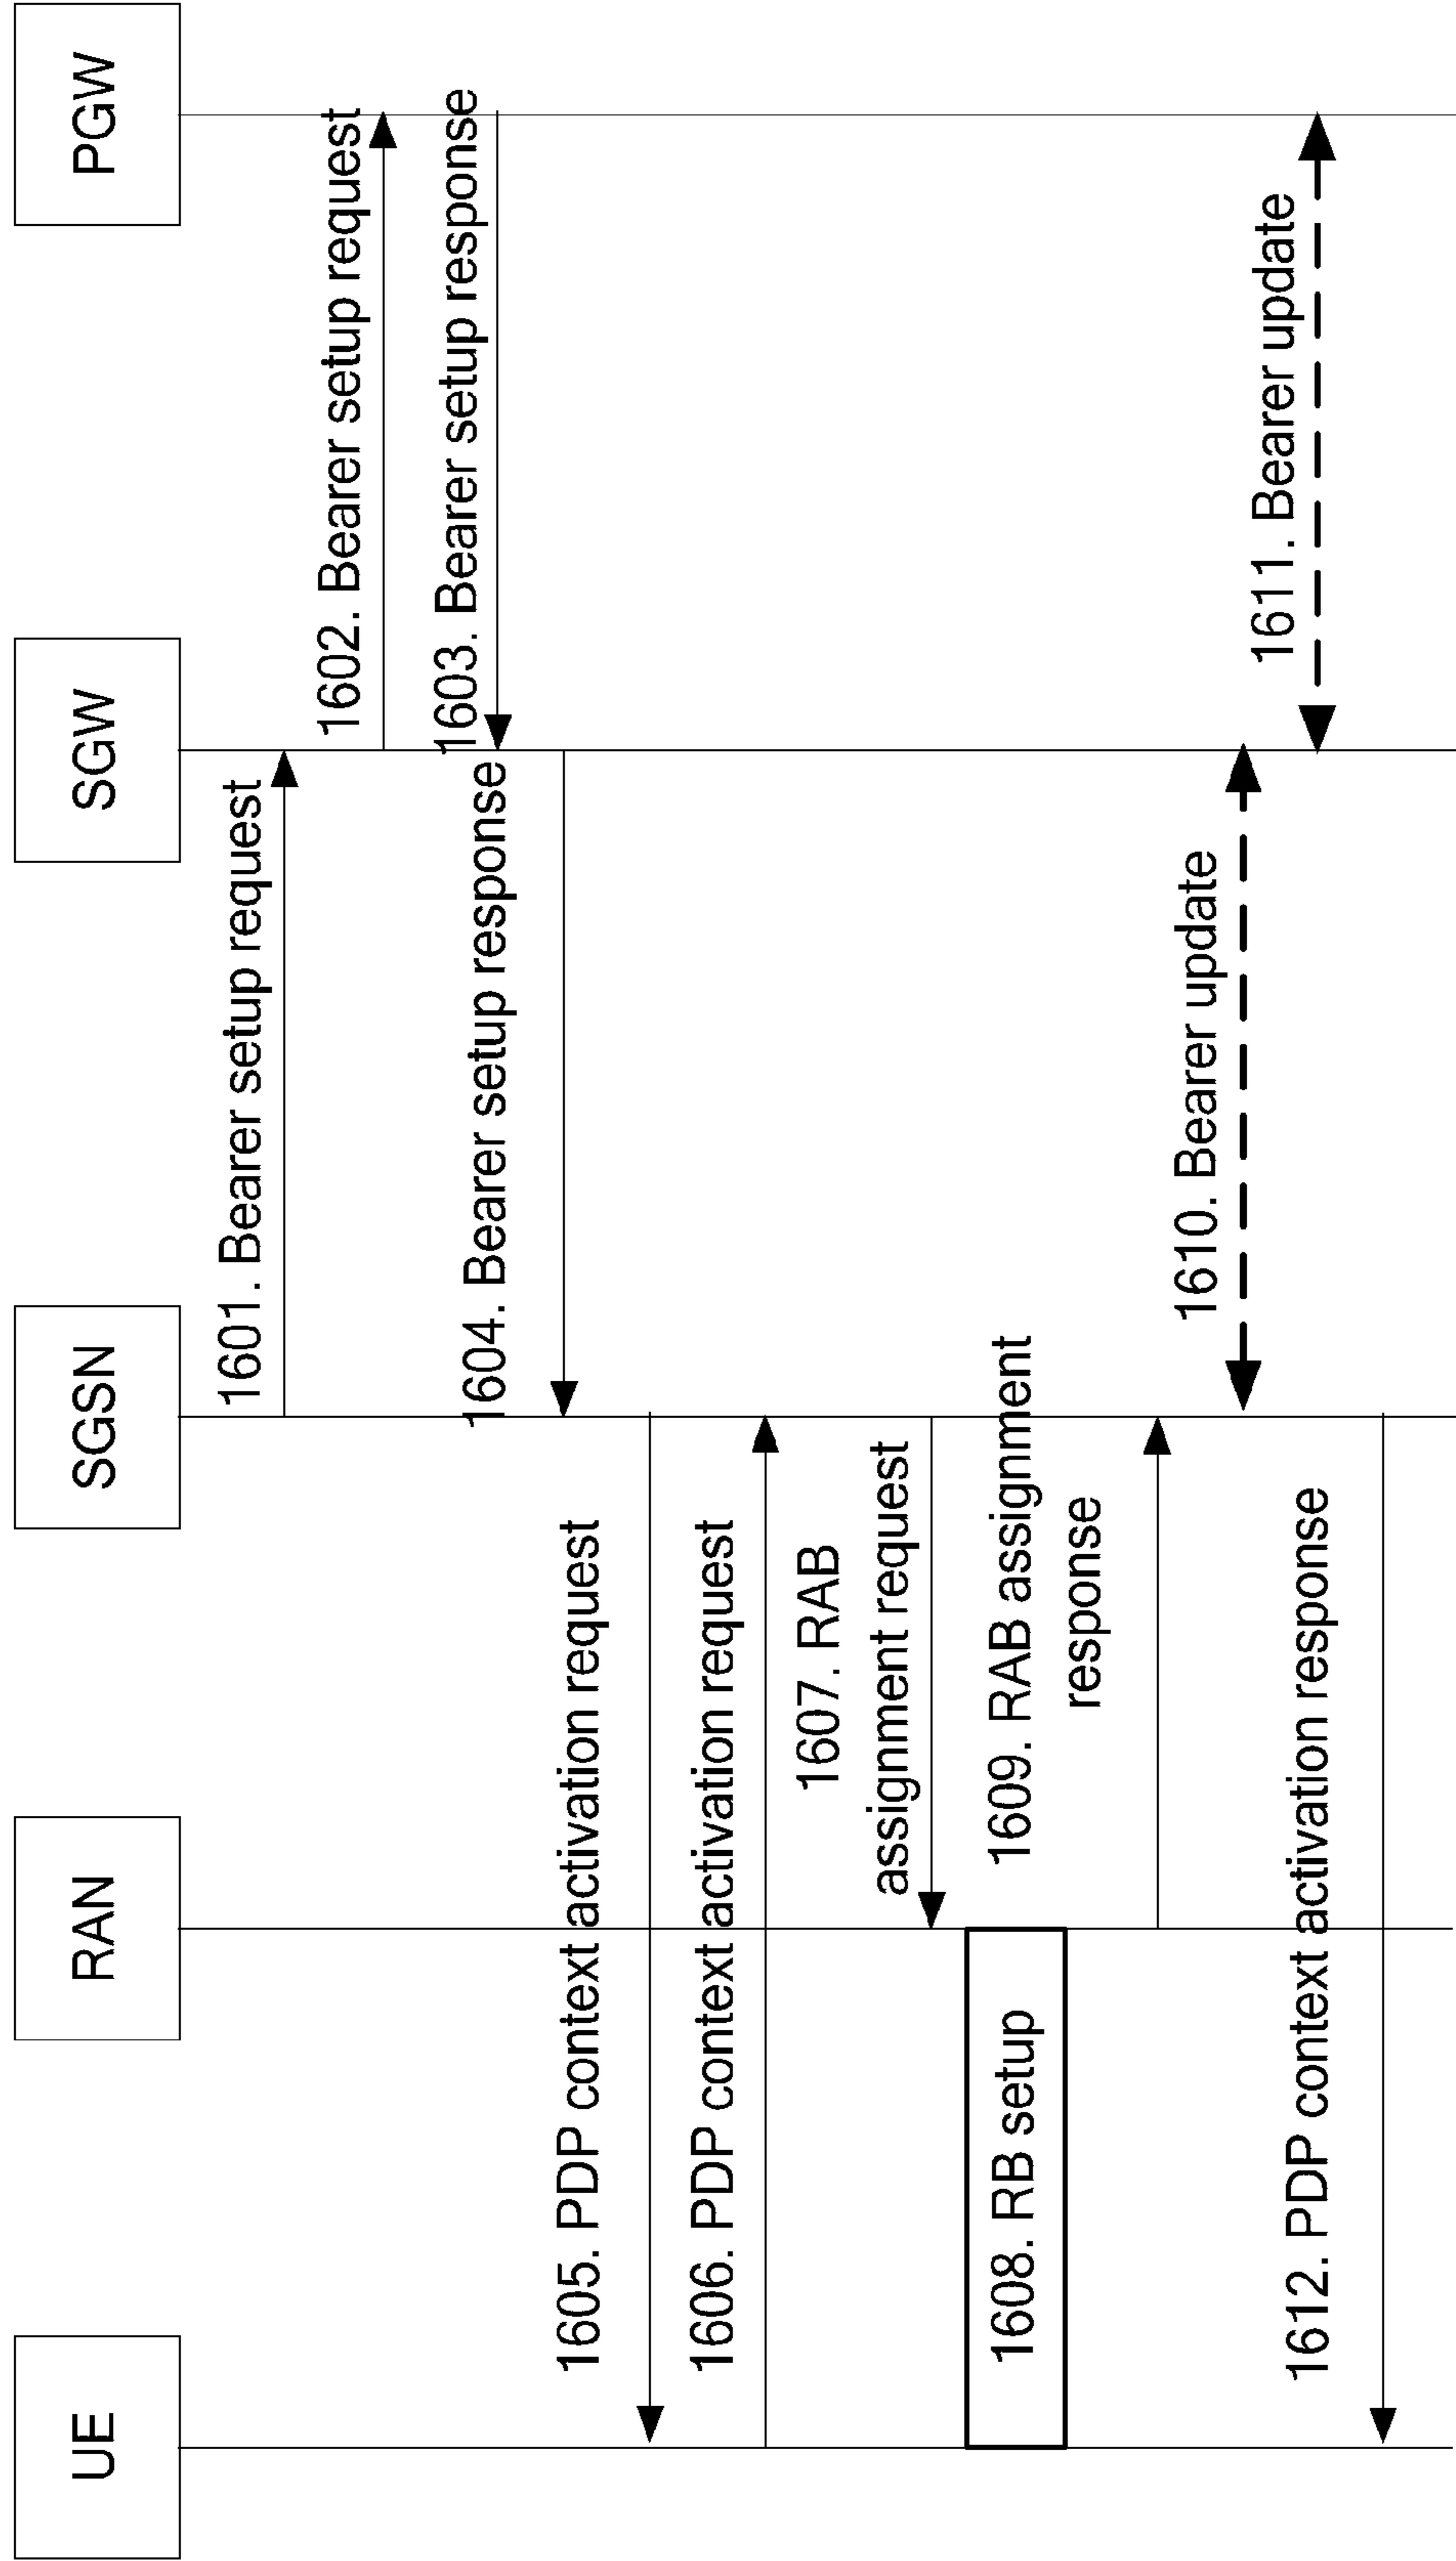 UE
RAN
SGSN
SGW
PGW
1601. Bearer setup request
1602. Bearer setup request
1603. Bearer setup response
1604. Bearer setup response
1605. PDP context activation request
1606. PDP context activation request
1607. RAB
assignment request
1608. RB setup
1609. RAB assignment
response
1610. Bearer update
1611. Bearer update
1612. PDP context activation response